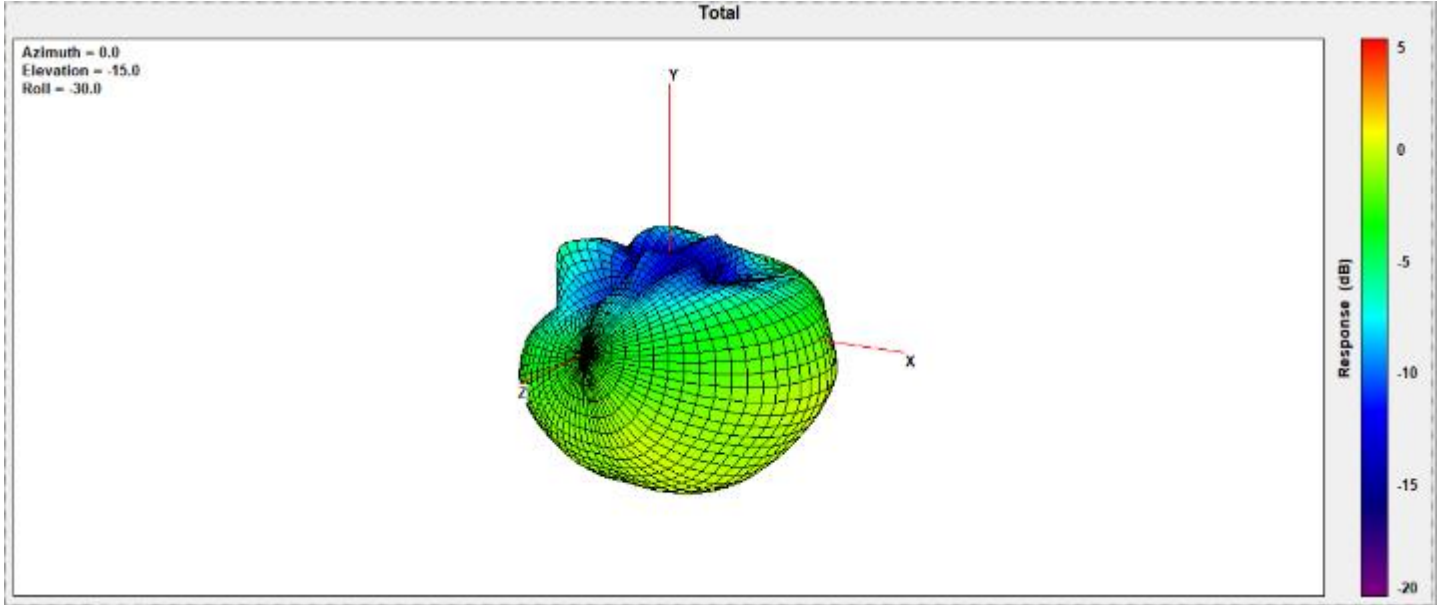 Total
Azimuth = 0.0
Elevation = -15.0
Roll = -30.0
Y
X
Z
5
0
-5
-10
-15
-20
Response (dB)